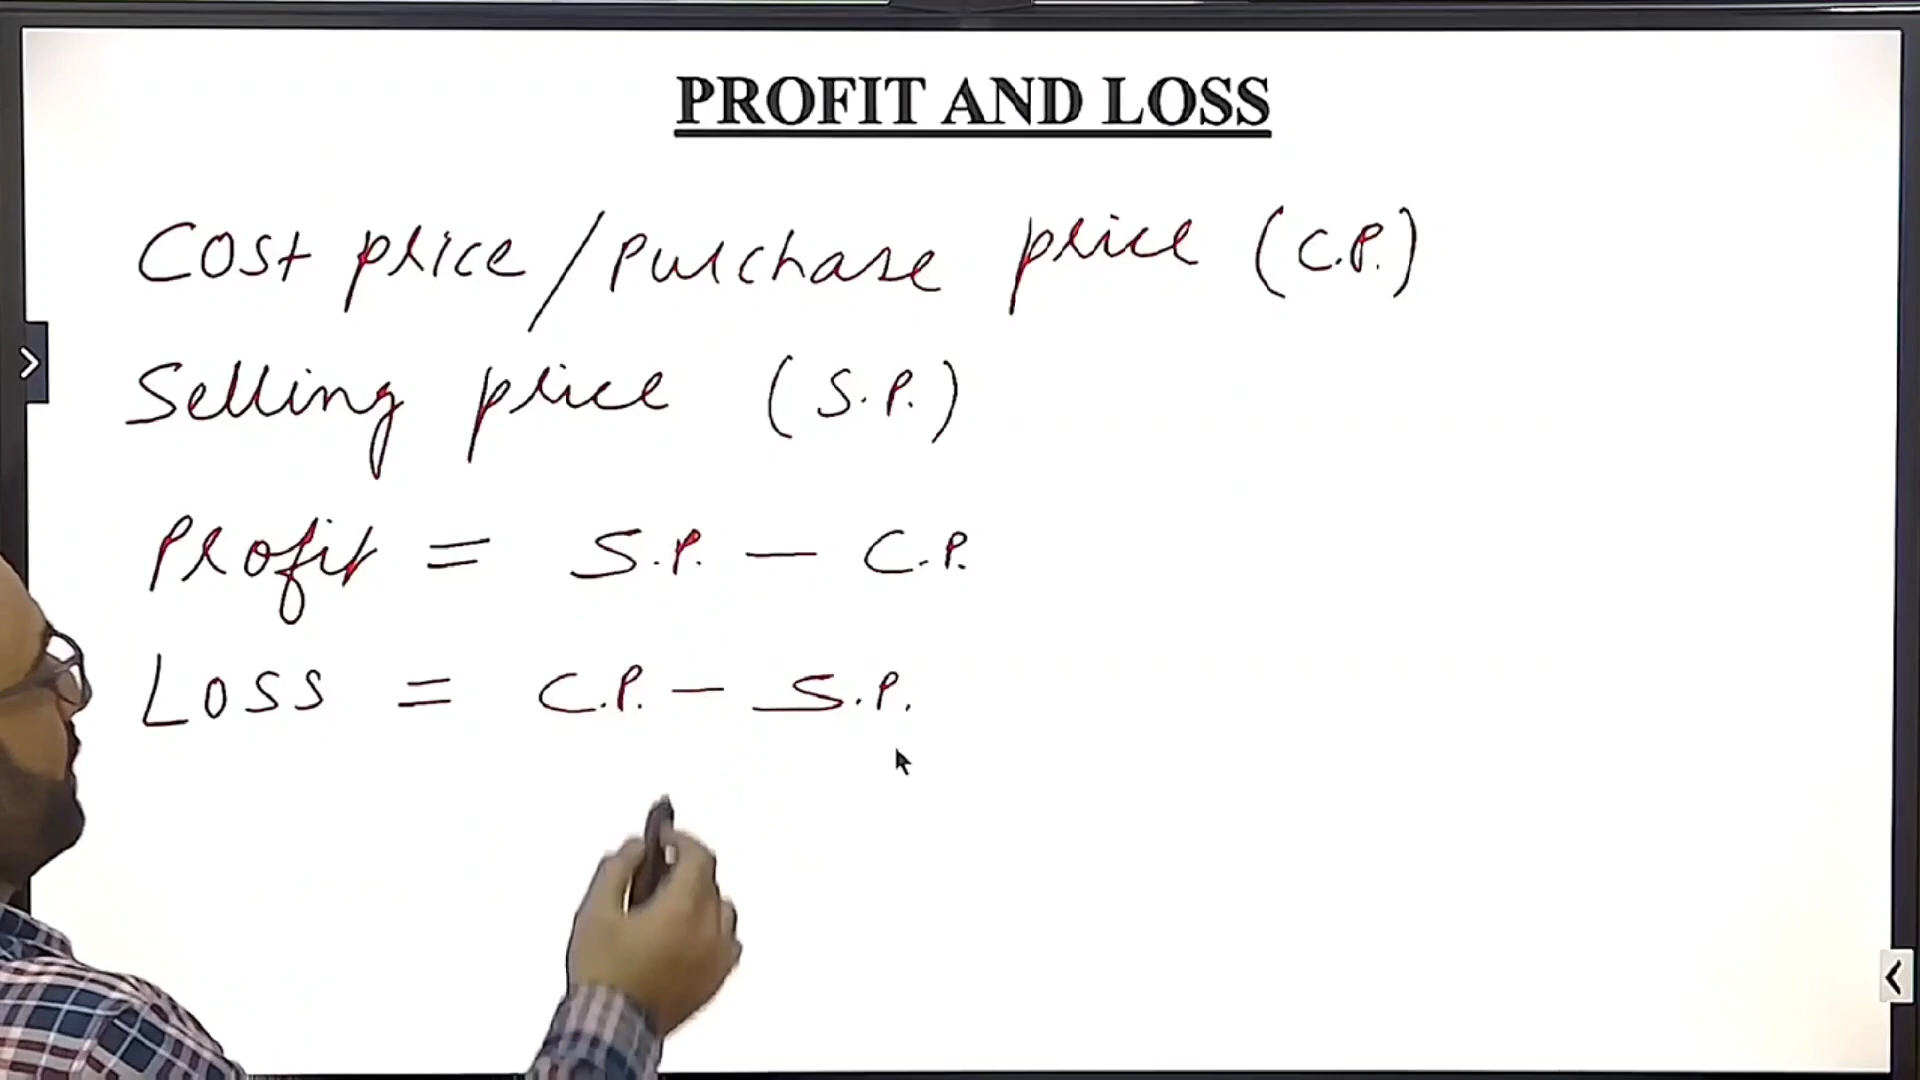 PROFIT AND LOSS
Cost price/Purchase price (C.P.)
Selling price (S.P.)
Profit = S.P. — C.P.
Loss = C.P. — S.P.